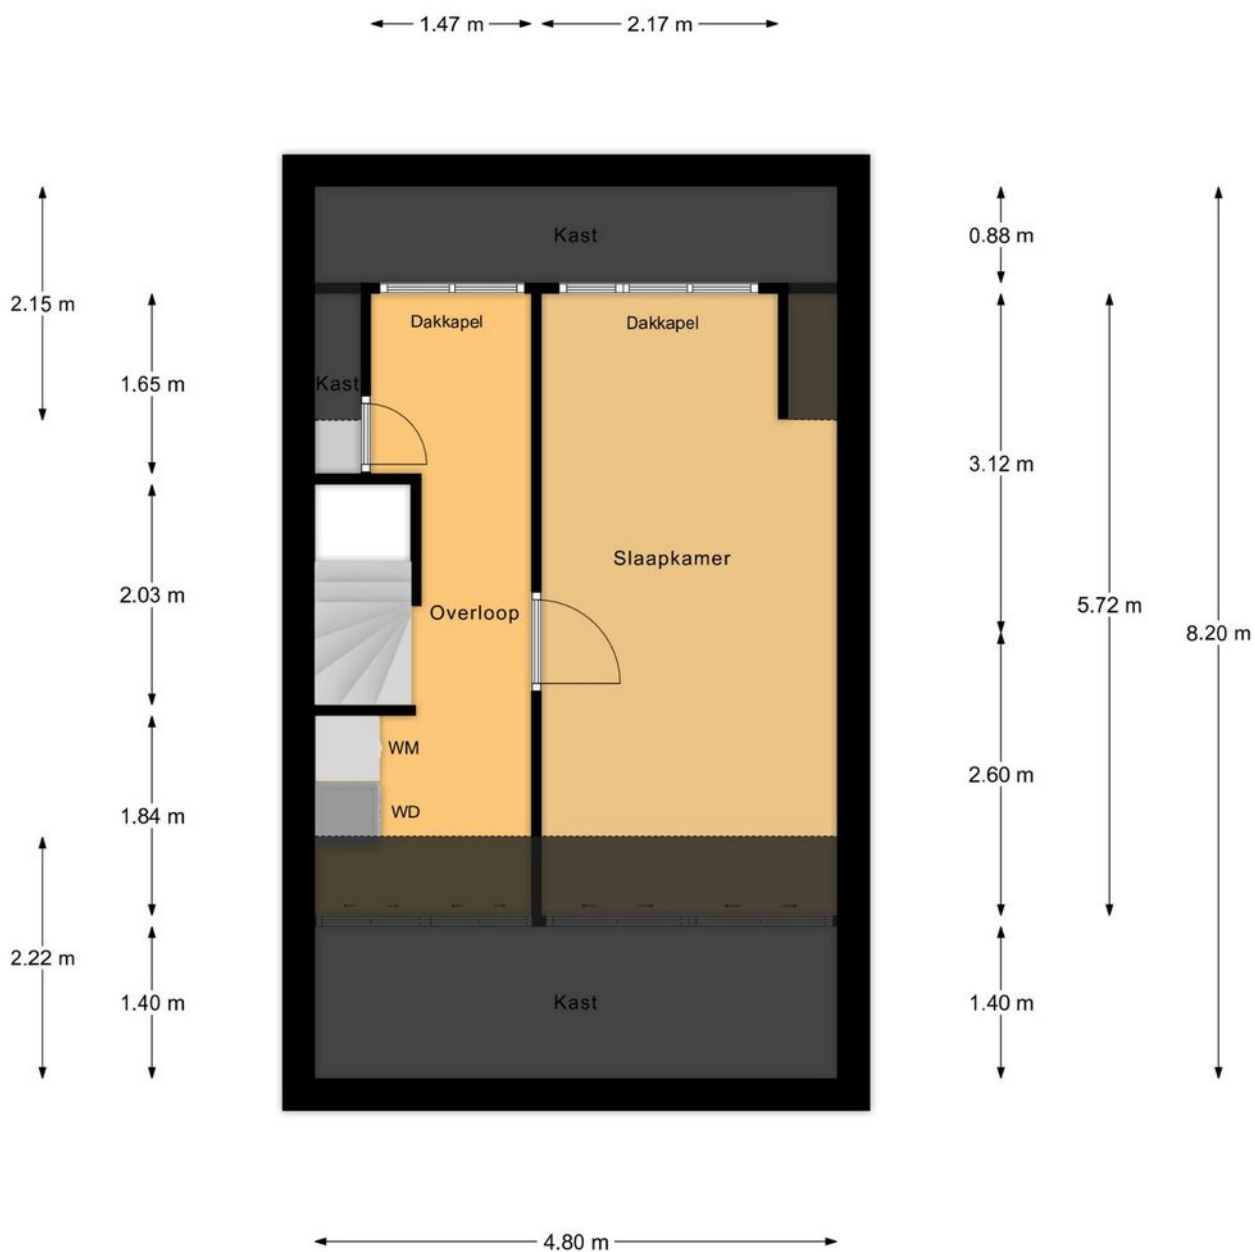 1.47 m
2.17 m
Kast
0.88 m
2.15 m
Dakkapel
Dakkapel
Kast
1.65 m
3.12 m
Slaapkamer
2.03 m
Overloop
5.72 m
8.20 m
WM
2.60 m
WD
1.84 m
2.22 m
1.40 m
Kast
1.40 m
4.80 m